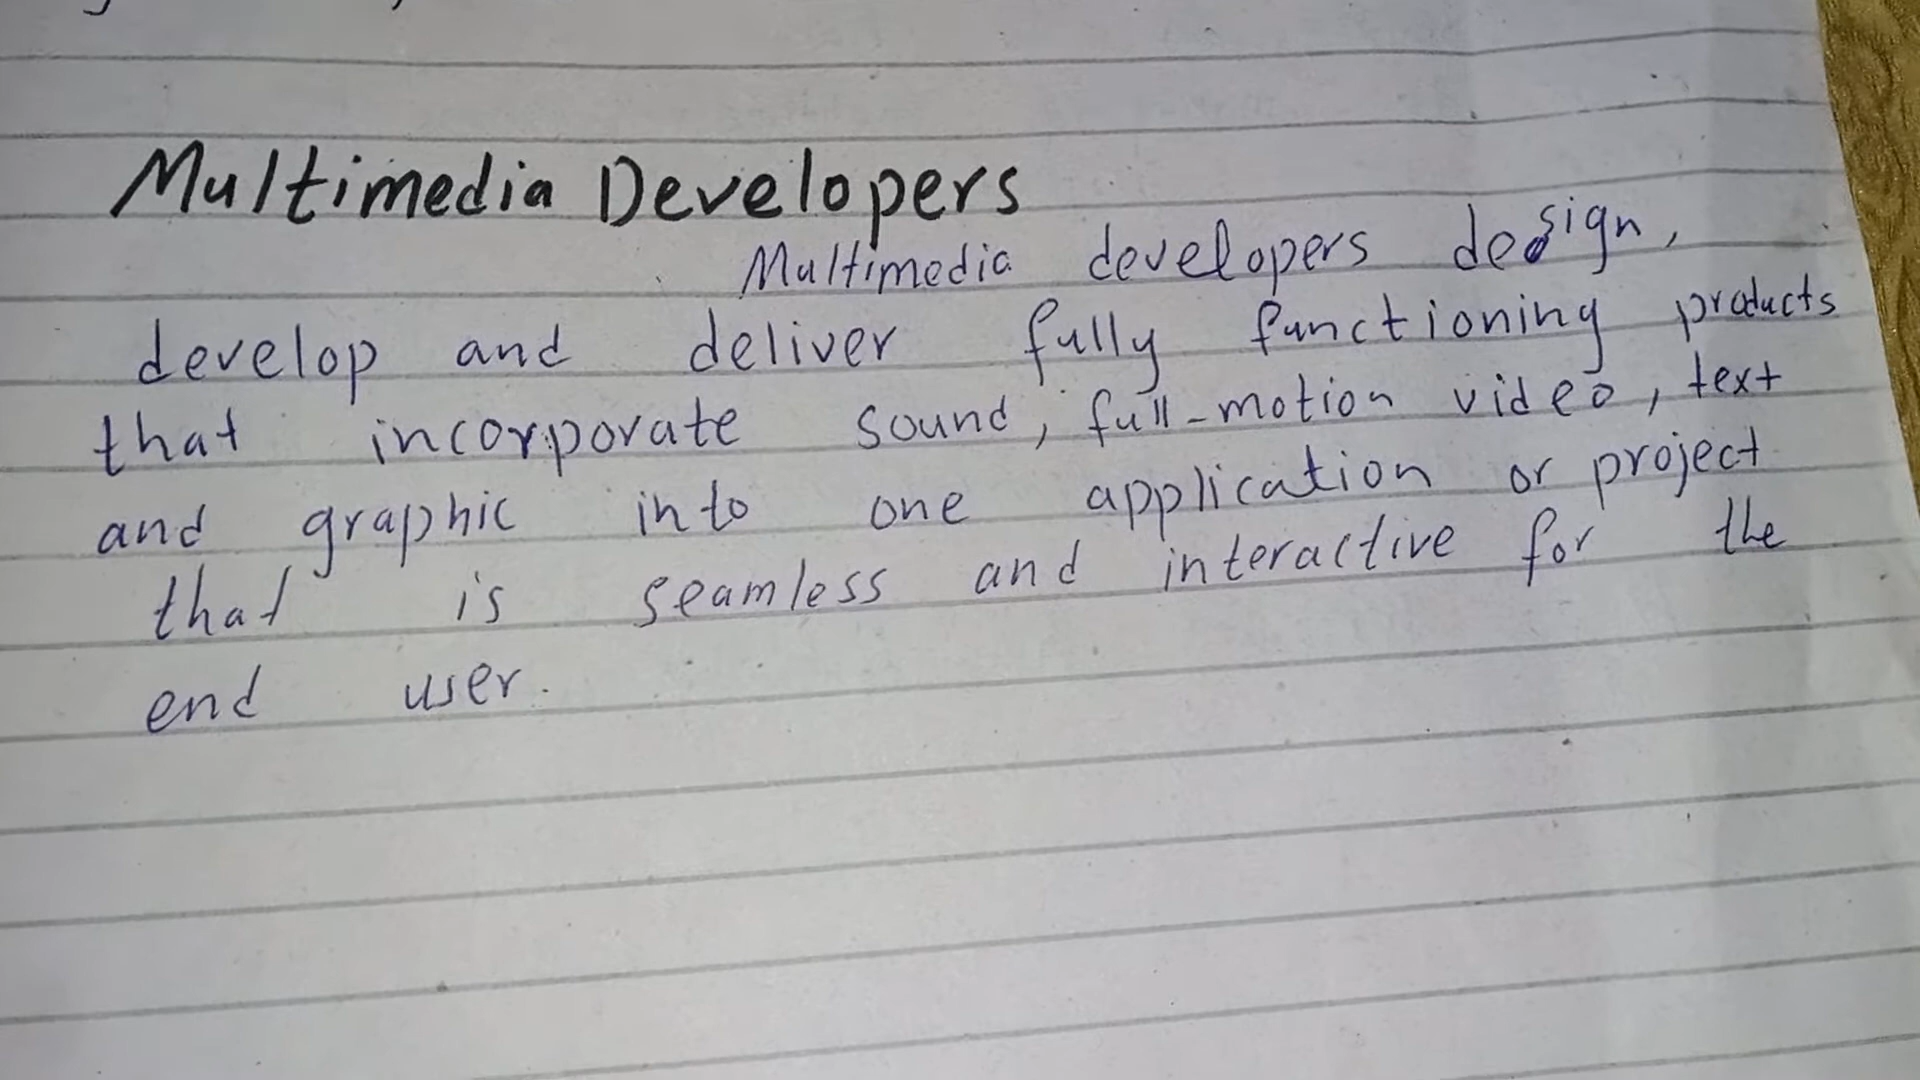 Multimedia Developers
Multimedia developers design,
develop and deliver fully functioning products
that incorporate sound, full-motion video, text
and graphic into one application or project
that is seamless and interactive for the
end user.